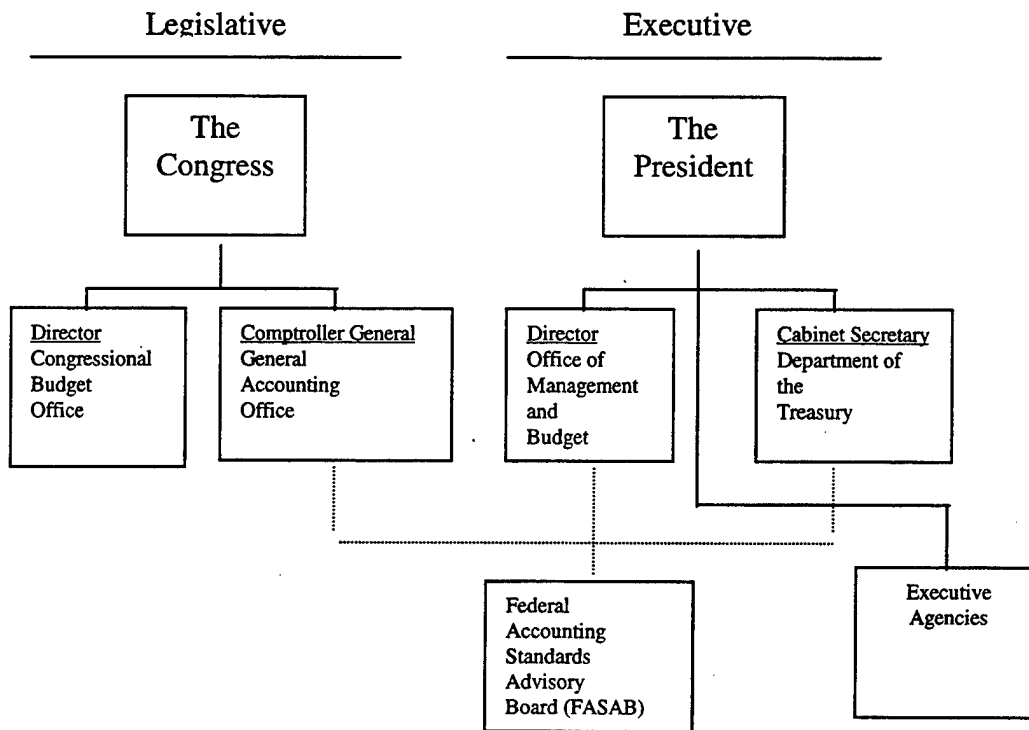 Legislative
Executive
The
Congress
The
President
Director
Congressional
Budget
Office
Comptroller General
General
Accounting
Office
Director
Office of
Management
and
Budget
Cabinet Secretary
Department of
the
Treasury
Federal
Accounting
Standards
Advisory
Board (FASAB)
Executive
Agencies